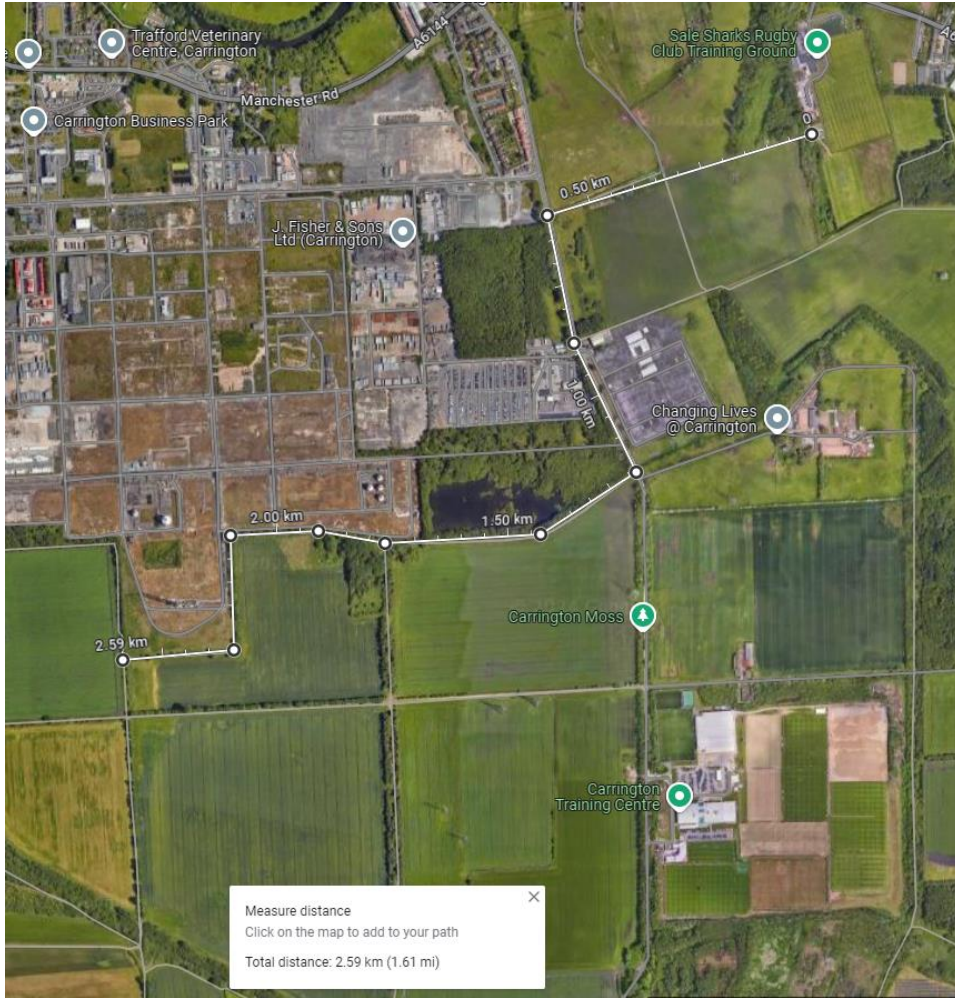 Trafford Veterinary
Centre, Carrington
Sale Sharks Rugby
Club Training Ground
A6144
Manchester Rd
Carrington Business Park
0
0.50 km
J. Fisher & Sons
Ltd (Carrington)
1.00 km
Changing Lives
@ Carrington
2.00 km
1.50 km
Carrington Moss
2.59 km
Carrington
Training Centre
Measure distance
Click on the map to add to your path
Total distance: 2.59 km (1.61 mi)